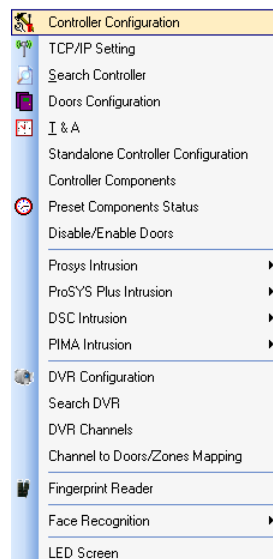 Controller Configuration
TCP/IP Setting
Search Controller
Doors Configuration
T & A
Standalone Controller Configuration
Controller Components
Preset Components Status
Disable/Enable Doors
Prosys Intrusion
ProSYS Plus Intrusion
DSC Intrusion
PIMA Intrusion
DVR Configuration
Search DVR
DVR Channels
Channel to Doors/Zones Mapping
Fingerprint Reader
Face Recognition
LED Screen